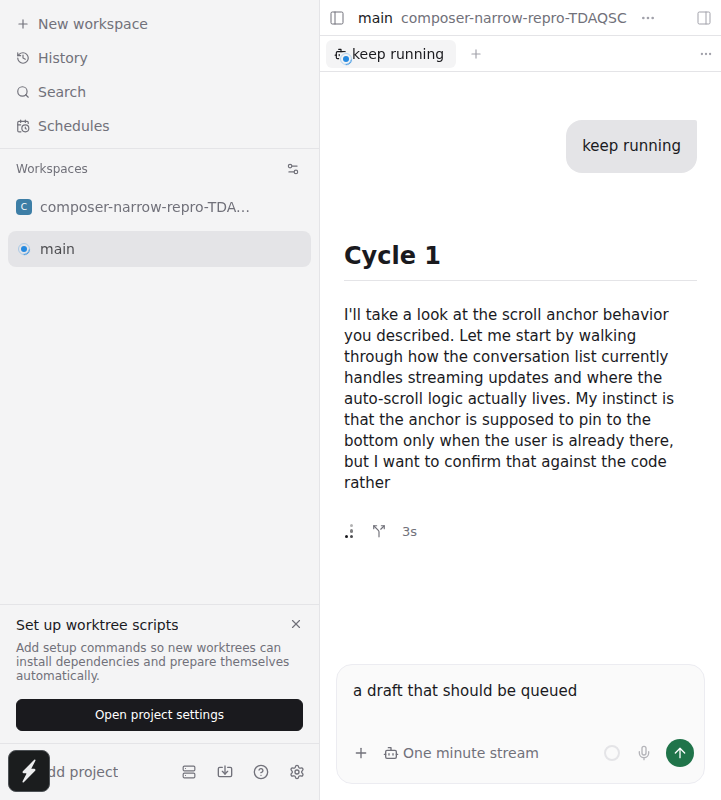 New workspace
History
Search
Schedules
Workspaces
C
composer-narrow-repro-TDA...
main
Set up worktree scripts
Add setup commands so new worktrees can
install dependencies and prepare themselves
automatically.
Open project settings
dd project
main composer-narrow-repro-TDAQSC
keep running
keep running
Cycle 1
I'll take a look at the scroll anchor behavior
you described. Let me start by walking
through how the conversation list currently
handles streaming updates and where the
auto-scroll logic actually lives. My instinct is
that the anchor is supposed to pin to the
bottom only when the user is already there,
but I want to confirm that against the code
rather
3s
a draft that should be queued
One minute stream